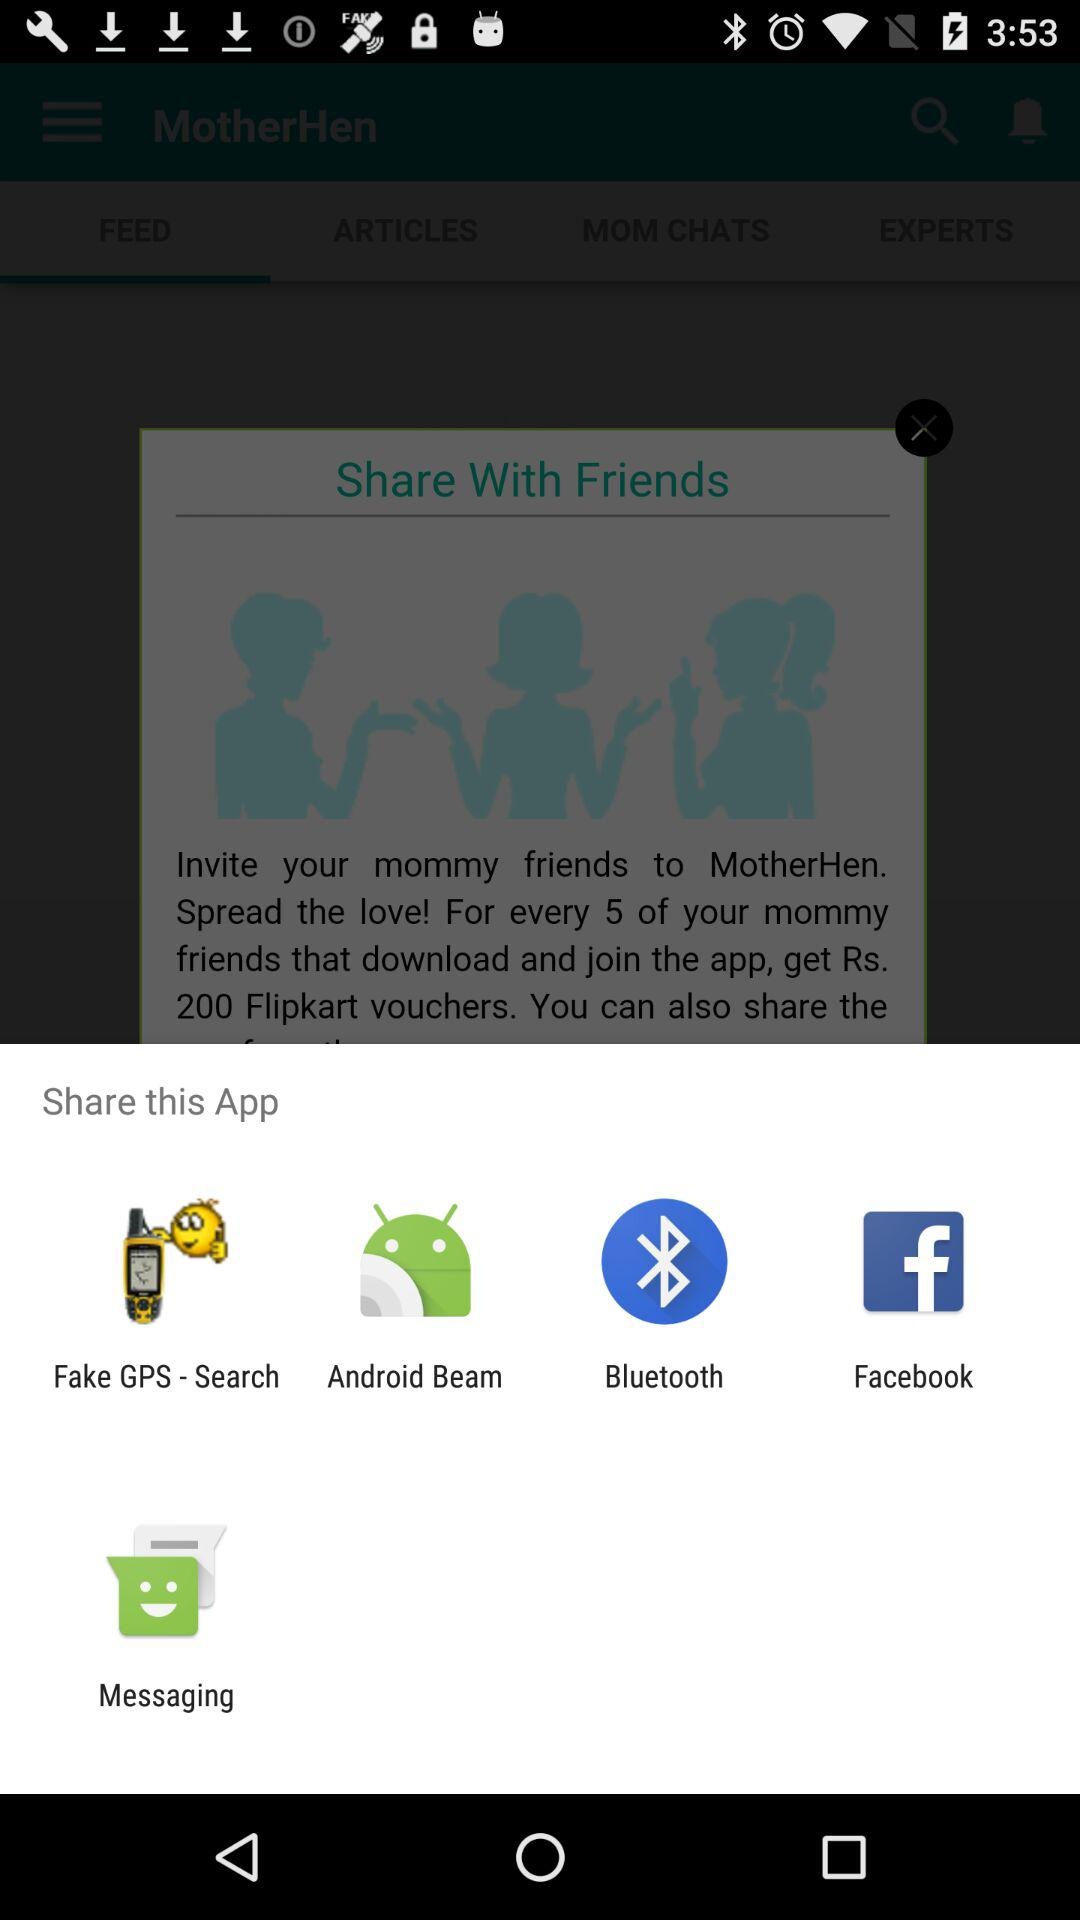 FAKE
3:53
MotherHen
FEED ARTICLES MOM CHATS EXPERTS
Share With Friends
Invite your mommy friends to MotherHen.
Spread the love! For every 5 of your mommy
friends that download and join the app, get Rs.
200 Flipkart vouchers. You can also share the
Share this App
Fake GPS - Search Android Beam Bluetooth Facebook
Messaging